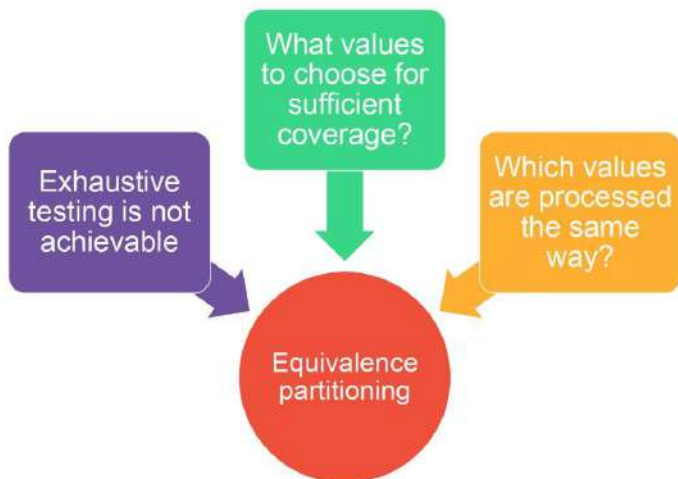 Exhaustive
testing is not
achievable
What values
to choose for
sufficient
coverage?
Which values
are processed
the same
way?
Equivalence
partitioning